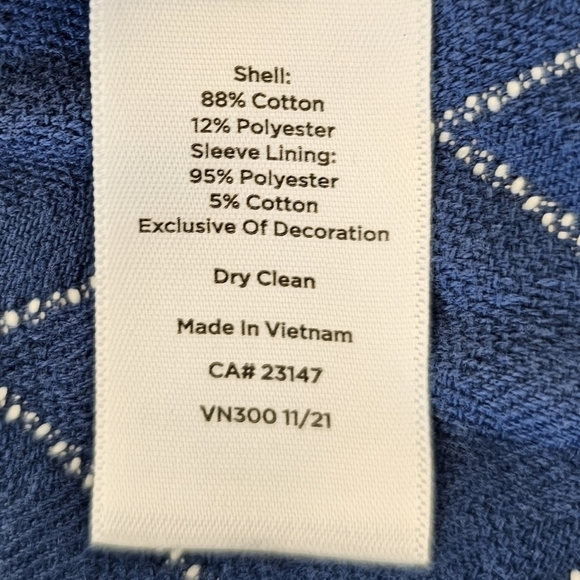 Shell:
88% Cotton
12% Polyester
Sleeve Lining:
95% Polyester
5% Cotton
Exclusive Of Decoration
Dry Clean
Made In Vietnam
CA# 23147
VN300 11/21